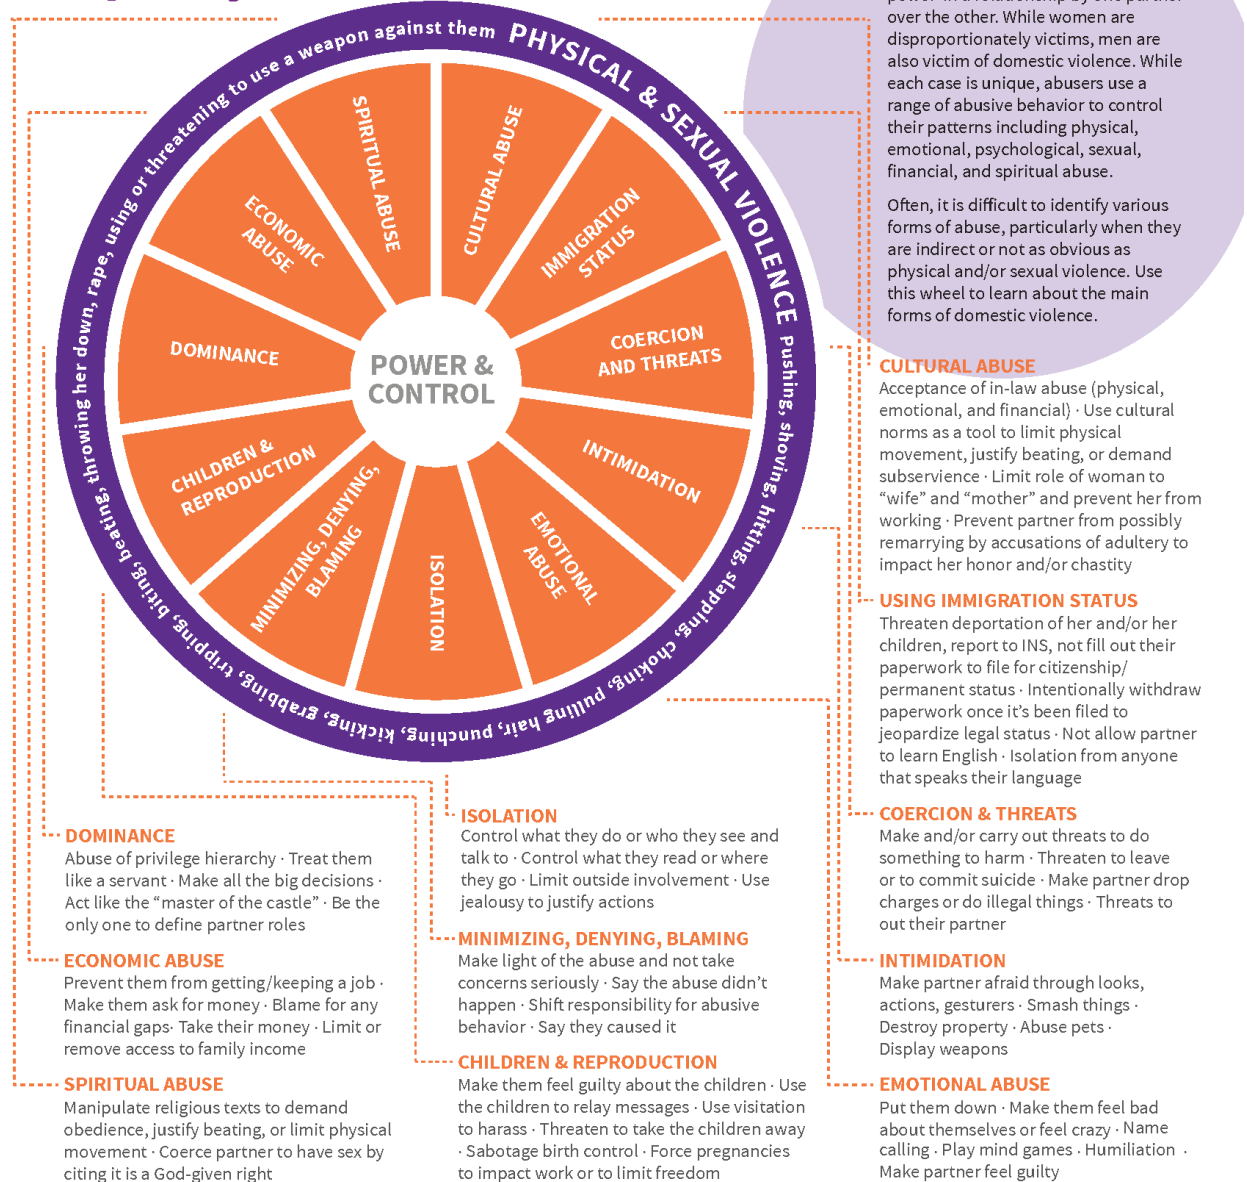 power in a relationship by one partner
over the other. While women are
disproportionately victims, men are
also victim of domestic violence. While
each case is unique, abusers use a
range of abusive behavior to control
their patterns including physical,
emotional, psychological, sexual,
financial, and spiritual abuse.
Often, it is difficult to identify various
forms of abuse, particularly when they
are indirect or not as obvious as
physical and/or sexual violence. Use
this wheel to learn about the main
forms of domestic violence.
PHYSICAL & SEXUAL VIOLENCE Pushing, shoving, hitting, slapping, choking, pulling hair, punching, kicking, grabbing, tripping, biting, beating, throwing her down, rape, using or threatening to use a weapon against them
POWER &
CONTROL
CULTURAL ABUSE
IMMIGRATION
STATUS
COERCION
AND THREATS
INTIMIDATION
EMOTIONAL
ABUSE
ISOLATION
MINIMIZING, DENYING,
BLAMING
CHILDREN &
REPRODUCTION
DOMINANCE
ECONOMIC
ABUSE
SPIRITUAL ABUSE
CULTURAL ABUSE
Acceptance of in-law abuse (physical,
emotional, and financial) · Use cultural
norms as a tool to limit physical
movement, justify beating, or demand
subservience · Limit role of woman to
“wife” and “mother” and prevent her from
working · Prevent partner from possibly
remarrying by accusations of adultery to
impact her honor and/or chastity
USING IMMIGRATION STATUS
Threaten deportation of her and/or her
children, report to INS, not fill out their
paperwork to file for citizenship/
permanent status · Intentionally withdraw
paperwork once it’s been filed to
jeopardize legal status · Not allow partner
to learn English · Isolation from anyone
that speaks their language
COERCION & THREATS
Make and/or carry out threats to do
something to harm · Threaten to leave
or to commit suicide · Make partner drop
charges or do illegal things · Threats to
out their partner
INTIMIDATION
Make partner afraid through looks,
actions, gesturers · Smash things ·
Destroy property · Abuse pets ·
Display weapons
EMOTIONAL ABUSE
Put them down · Make them feel bad
about themselves or feel crazy · Name
calling · Play mind games · Humiliation ·
Make partner feel guilty
ISOLATION
Control what they do or who they see and
talk to · Control what they read or where
they go · Limit outside involvement · Use
jealousy to justify actions
MINIMIZING, DENYING, BLAMING
Make light of the abuse and not take
concerns seriously · Say the abuse didn’t
happen · Shift responsibility for abusive
behavior · Say they caused it
CHILDREN & REPRODUCTION
Make them feel guilty about the children · Use
the children to relay messages · Use visitation
to harass · Threaten to take the children away
· Sabotage birth control · Force pregnancies
to impact work or to limit freedom
DOMINANCE
Abuse of privilege hierarchy · Treat them
like a servant · Make all the big decisions ·
Act like the “master of the castle” · Be the
only one to define partner roles
ECONOMIC ABUSE
Prevent them from getting/keeping a job ·
Make them ask for money · Blame for any
financial gaps· Take their money · Limit or
remove access to family income
SPIRITUAL ABUSE
Manipulate religious texts to demand
obedience, justify beating, or limit physical
movement · Coerce partner to have sex by
citing it is a God-given right